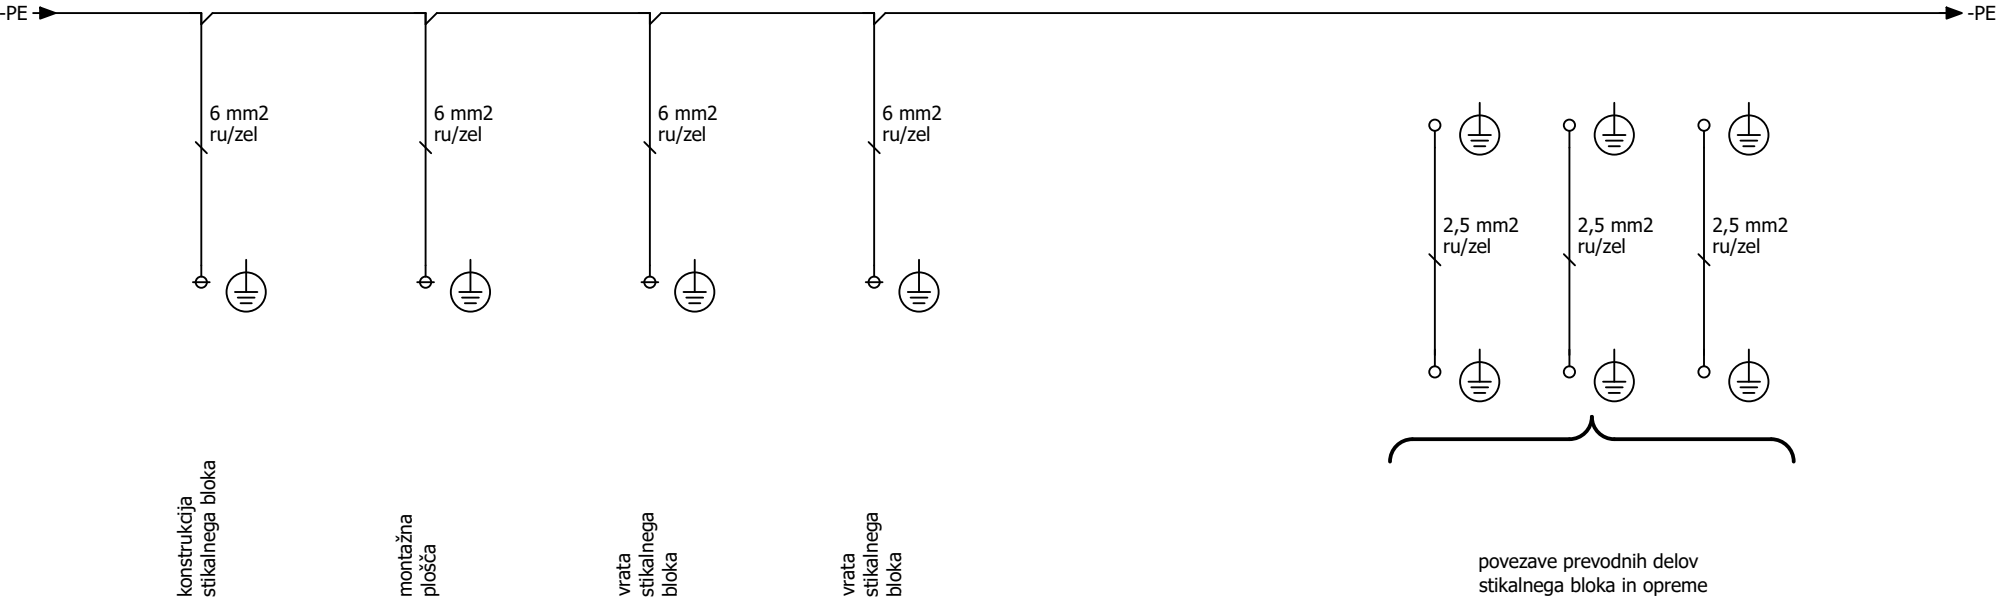 -PE
-PE
6 mm2
ru/zel
6 mm2
ru/zel
6 mm2
ru/zel
6 mm2
ru/zel
2,5 mm2
ru/zel
2,5 mm2
ru/zel
2,5 mm2
ru/zel
konstrukcija
stikalnega bloka
montažna
plošča
vrata
stikalnega
bloka
vrata
stikalnega
bloka
povezave prevodnih delov
stikalnega bloka in opreme